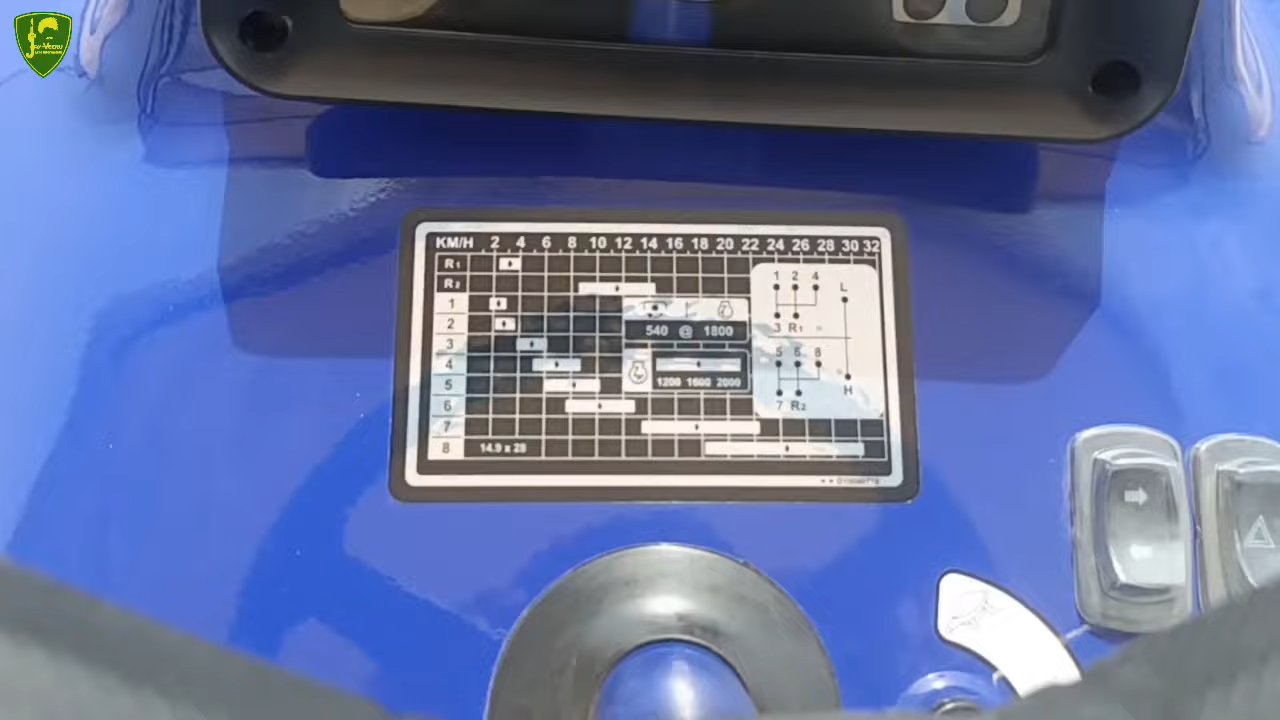 KM/H 2 4 6 8 10 12 14 16 18 20 22 24 26 28 30 32
R1
R2
1
2
3
4
5
6
7
8
14.9 x 28
540 @ 1800
1200 1600 2000
1 2 4
L
3 R1
5 6 8
7 R2
H